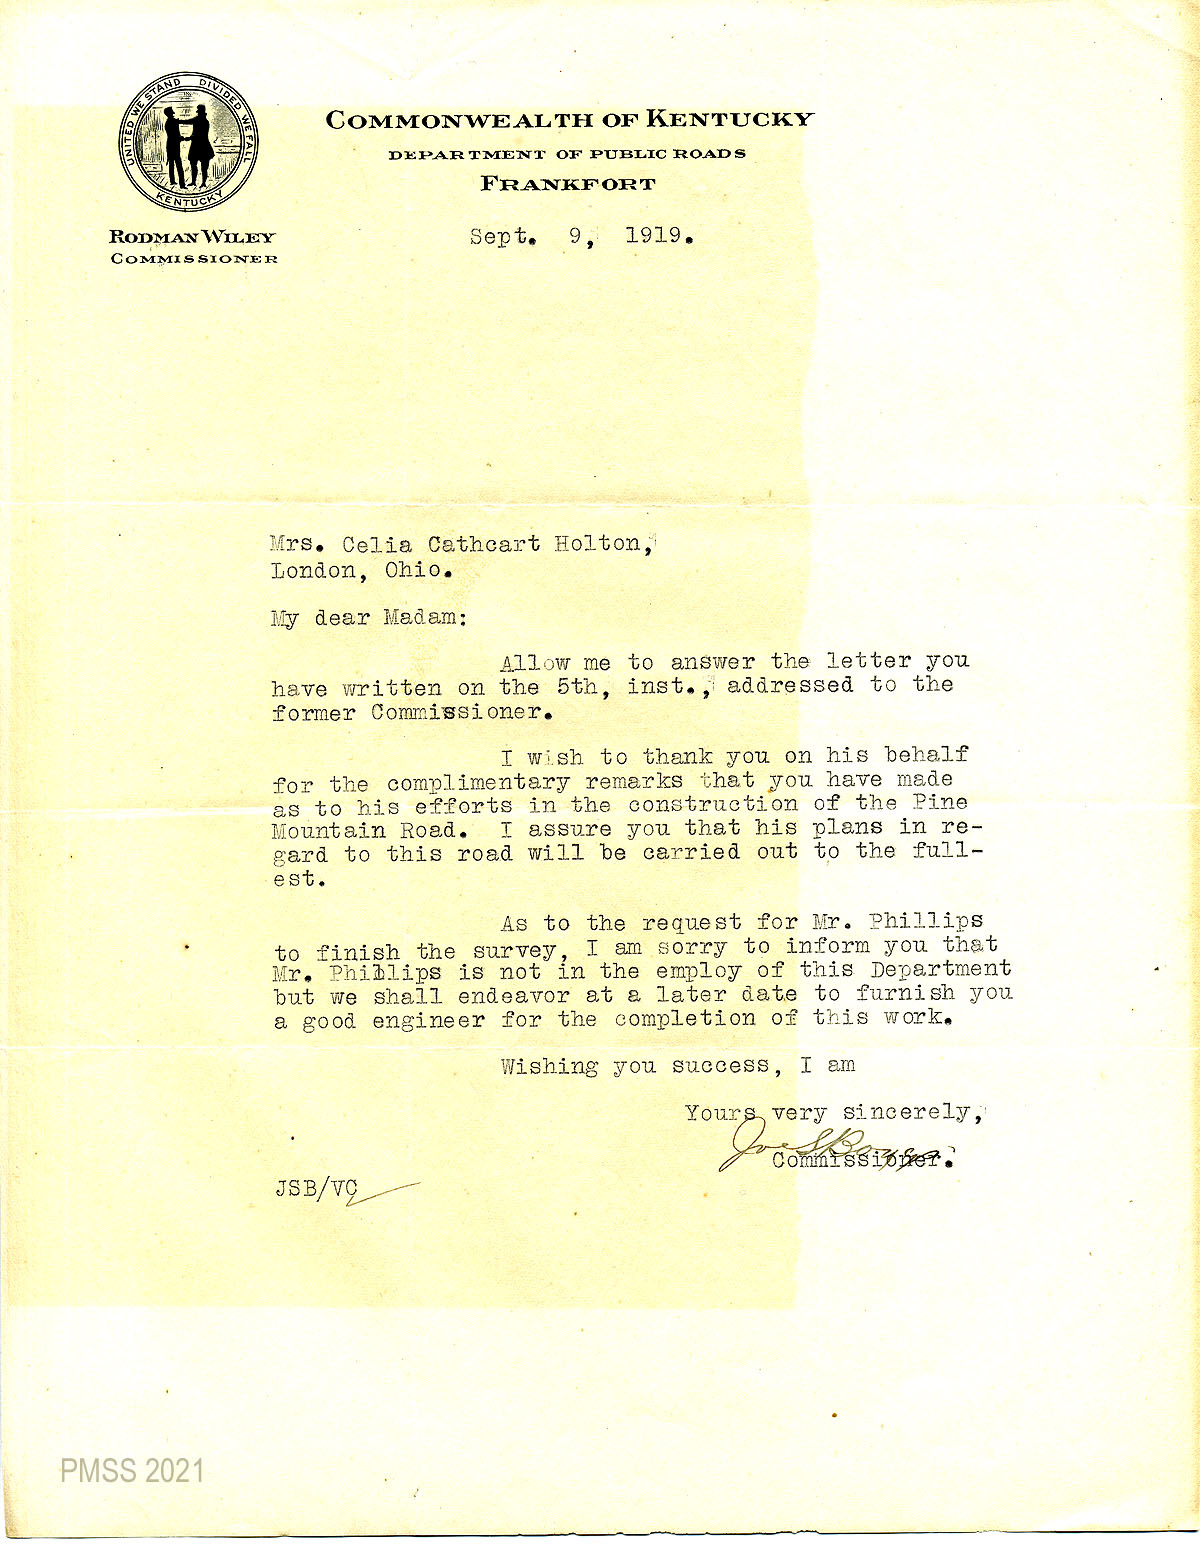 UNITED WE STAND DIVIDED WE FALL
KENTUCKY
COMMONWEALTH OF KENTUCKY
DEPARTMENT OF PUBLIC ROADS
FRANKFORT
RODMAN WILEY
COMMISSIONER
Sept. 9, 1919.
Mrs. Celia Cathcart Holton,
London, Ohio.
My dear Madam:
Allow me to answer the letter you
have written on the 5th, inst., addressed to the
former Commissioner.
I wish to thank you on his behalf
for the complimentary remarks that you have made
as to his efforts in the construction of the Pine
Mountain Road. I assure you that his plans in re-
gard to this road will be carried out to the full-
est.
As to the request for Mr. Phillips
to finish the survey, I am sorry to inform you that
Mr. Phillips is not in the employ of this Department
but we shall endeavor at a later date to furnish you
a good engineer for the completion of this work.
Wishing you success, I am
Yours very sincerely,
Joe S
Commissioner.
JSB/VC
PMSS 2021